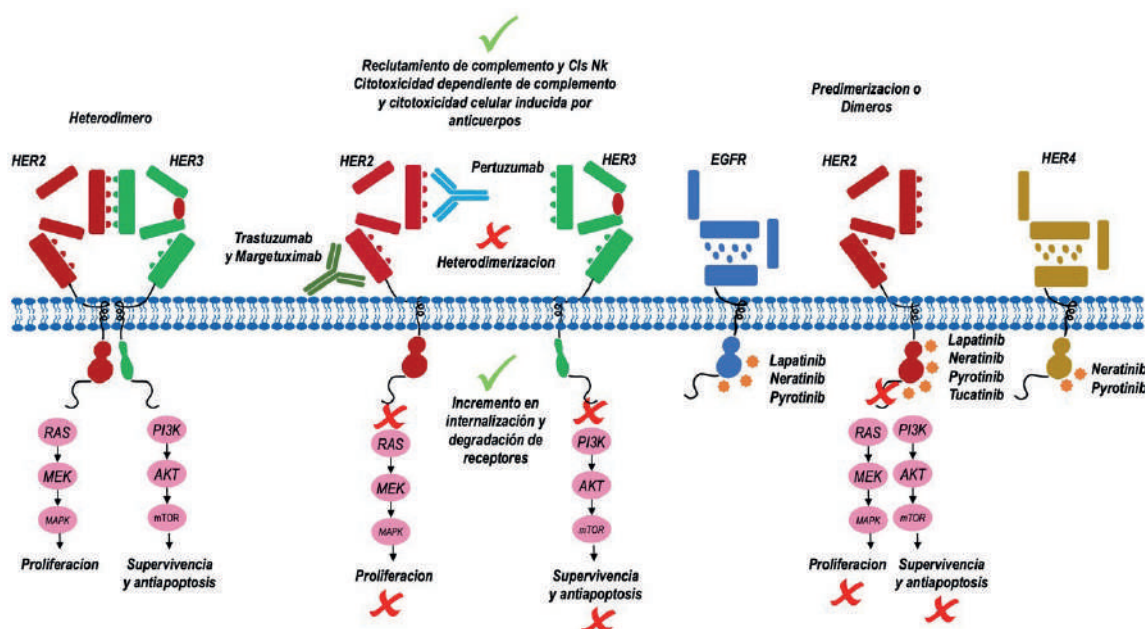 Reclutamiento de complemento y Cls Nk
Citotoxicidad dependiente de complemento
y citotoxicidad celular inducida por
anticuerpos
Heterodimero
HER2
HER3
RAS
MEK
MAPK
Proliferacion
PI3K
AKT
mTOR
Supervivencia
y antiapoptosis
HER2
Pertuzumab
HER3
Trastuzumab
y Margetuximab
Heterodimerizacion
Incremento en
internalización y
degradación de
receptores
RAS
MEK
MAPK
Proliferacion
PI3K
AKT
mTOR
Supervivencia
y antiapoptosis
EGFR
Lapatinib
Neratinib
Pyrotinib
Predimerizacion o
Dimeros
HER2
Lapatinib
Neratinib
Pyrotinib
Tucatinib
RAS
MEK
MAPK
Proliferacion
PI3K
AKT
mTOR
Supervivencia
y antiapoptosis
HER4
Neratinib
Pyrotinib